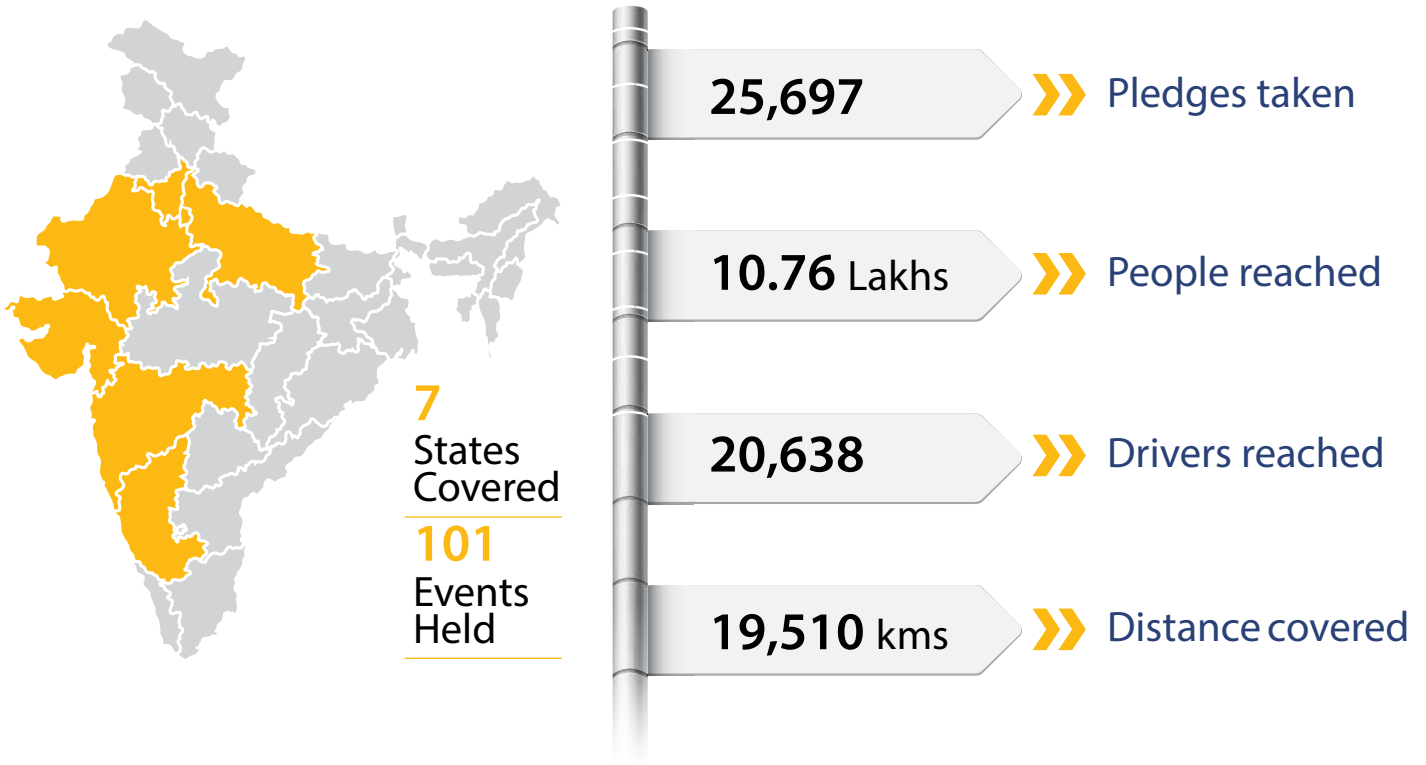 7
States
Covered
101
Events
Held
25,697 Pledges taken
10.76 Lakhs People reached
20,638 Drivers reached
19,510 kms Distance covered